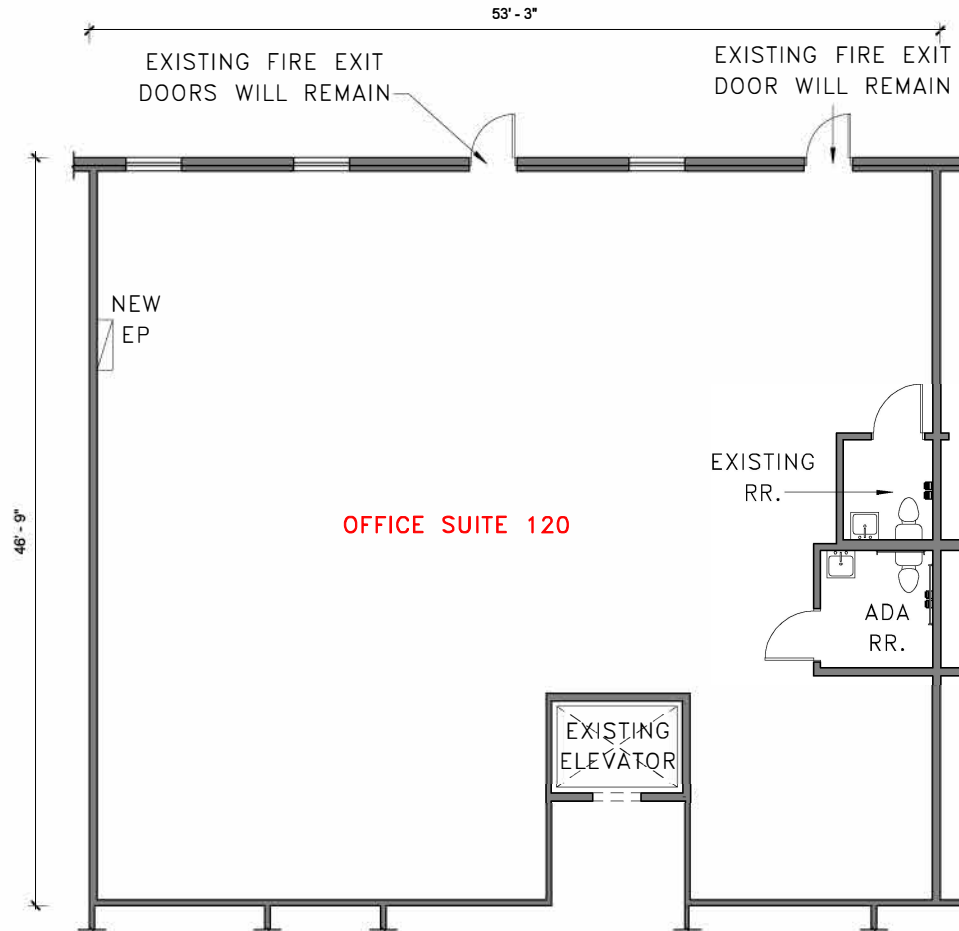 53' - 3"
EXISTING FIRE EXIT
DOORS WILL REMAIN
EXISTING FIRE EXIT
DOOR WILL REMAIN
NEW
EP
EXISTING
RR.
46' - 9"
OFFICE SUITE 120
ADA
RR.
EXISTING
ELEVATOR